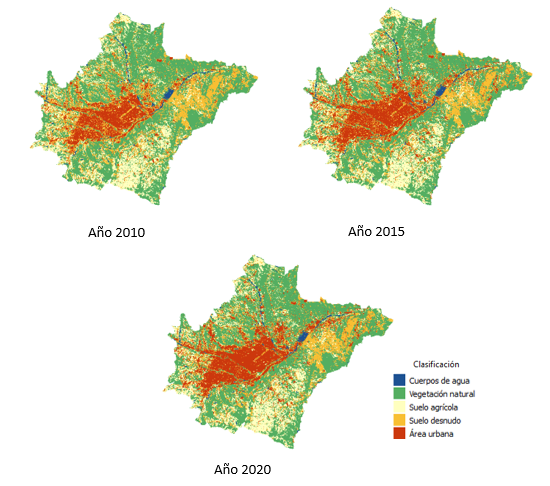 Año 2010
Año 2015
Clasificación
Cuerpos de agua
Vegetación natural
Suelo agrícola
Suelo desnudo
Área urbana
Año 2020